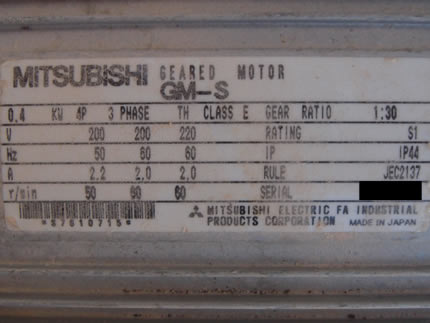 MITSUBISHI GEARED MOTOR
GM-S
0.4 KW 4P 3 PHASE TH CLASS E GEAR RATIO 1:30
V 200 200 220 RATING S1
Hz 50 60 60 IP IP44
A 2.2 2.0 2.0 RULE JEC2137
r/min 50 60 60 SERIAL
*S7610715* MITSUBISHI ELECTRIC FA INDUSTRIAL
PRODUCTS CORPORATION MADE IN JAPAN